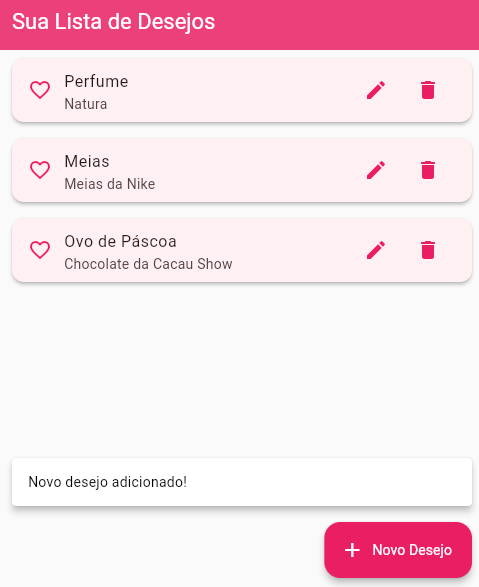 Sua Lista de Desejos
Perfume
Natura
Meias
Meias da Nike
Ovo de Páscoa
Chocolate da Cacau Show
Novo desejo adicionado!
Novo Desejo